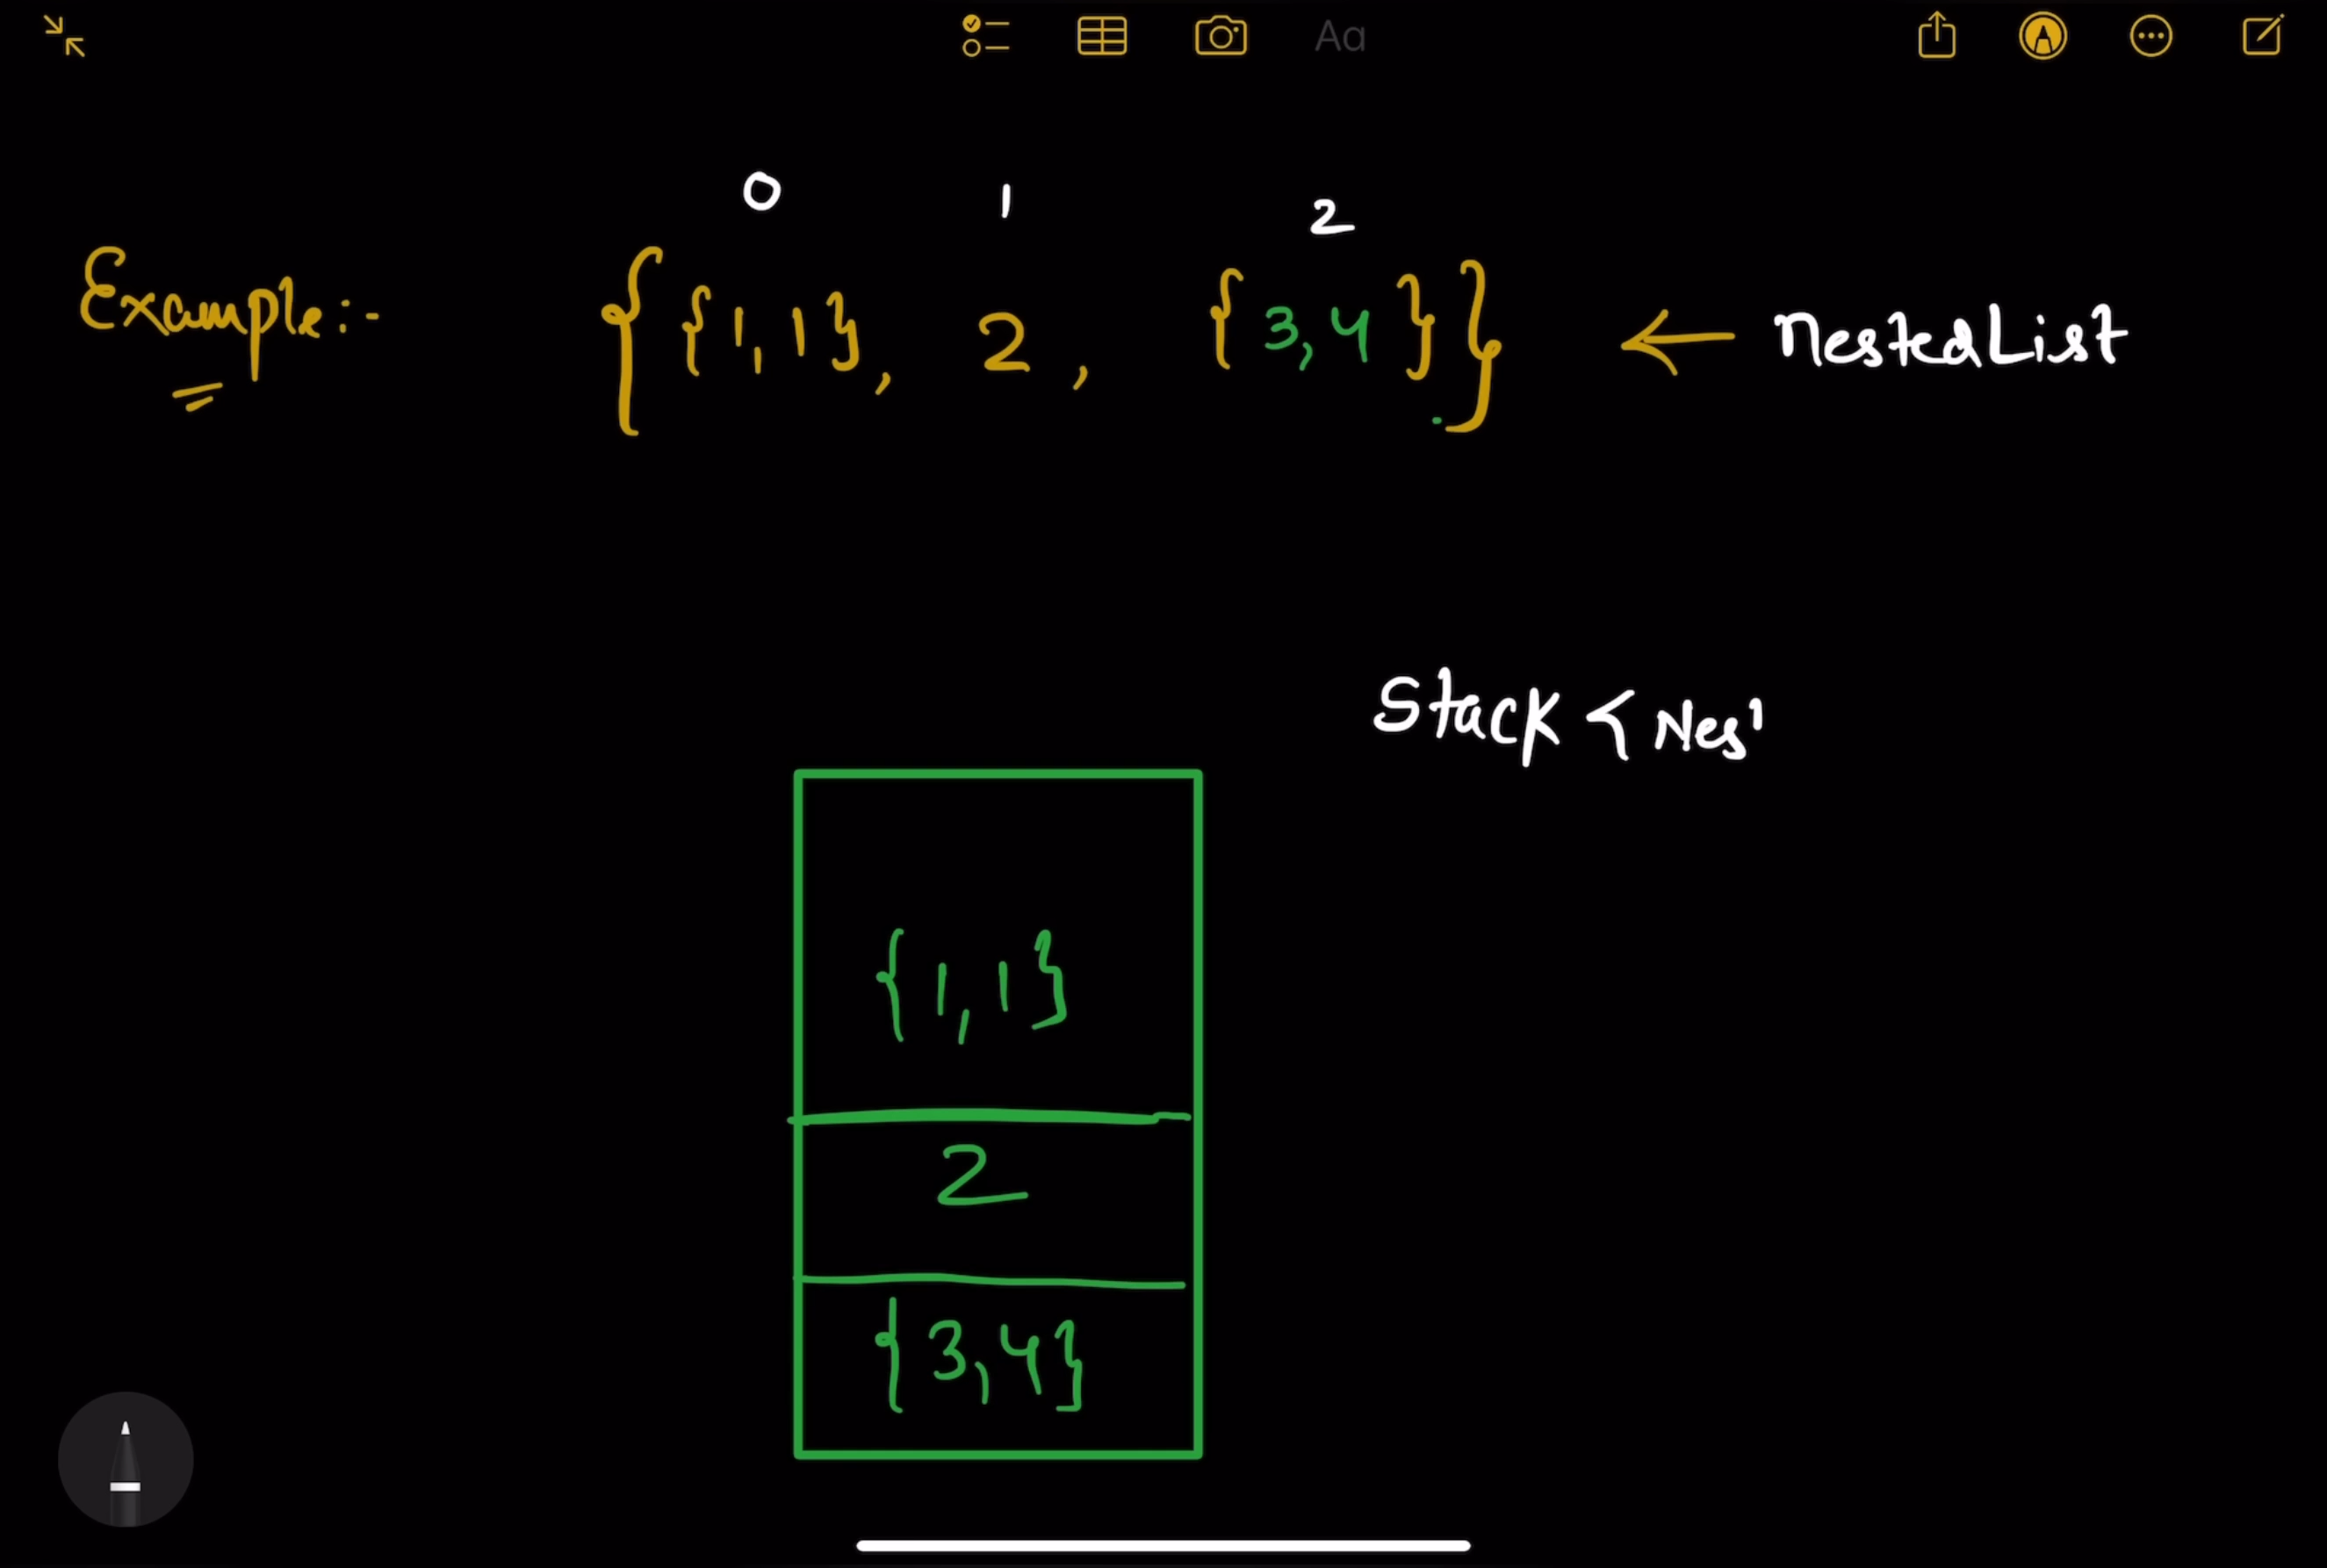 Aa
0 1 2
Example:- {{1,1}, 2, {3,4}} ← nestedList
Stack < Nes'
{1,1}
2
{3,4}